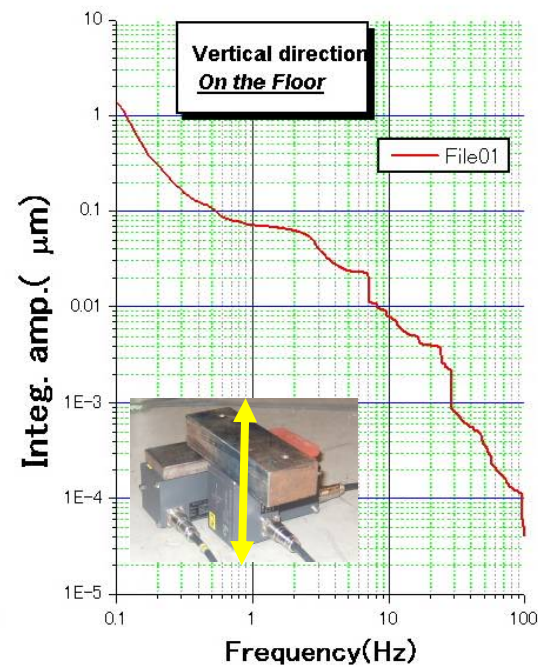 Vertical direction
On the Floor
File01
Integ. amp.( μm)
10
1
0.1
0.01
1E-3
1E-4
1E-5
0.1
1
10
100
Frequency(Hz)